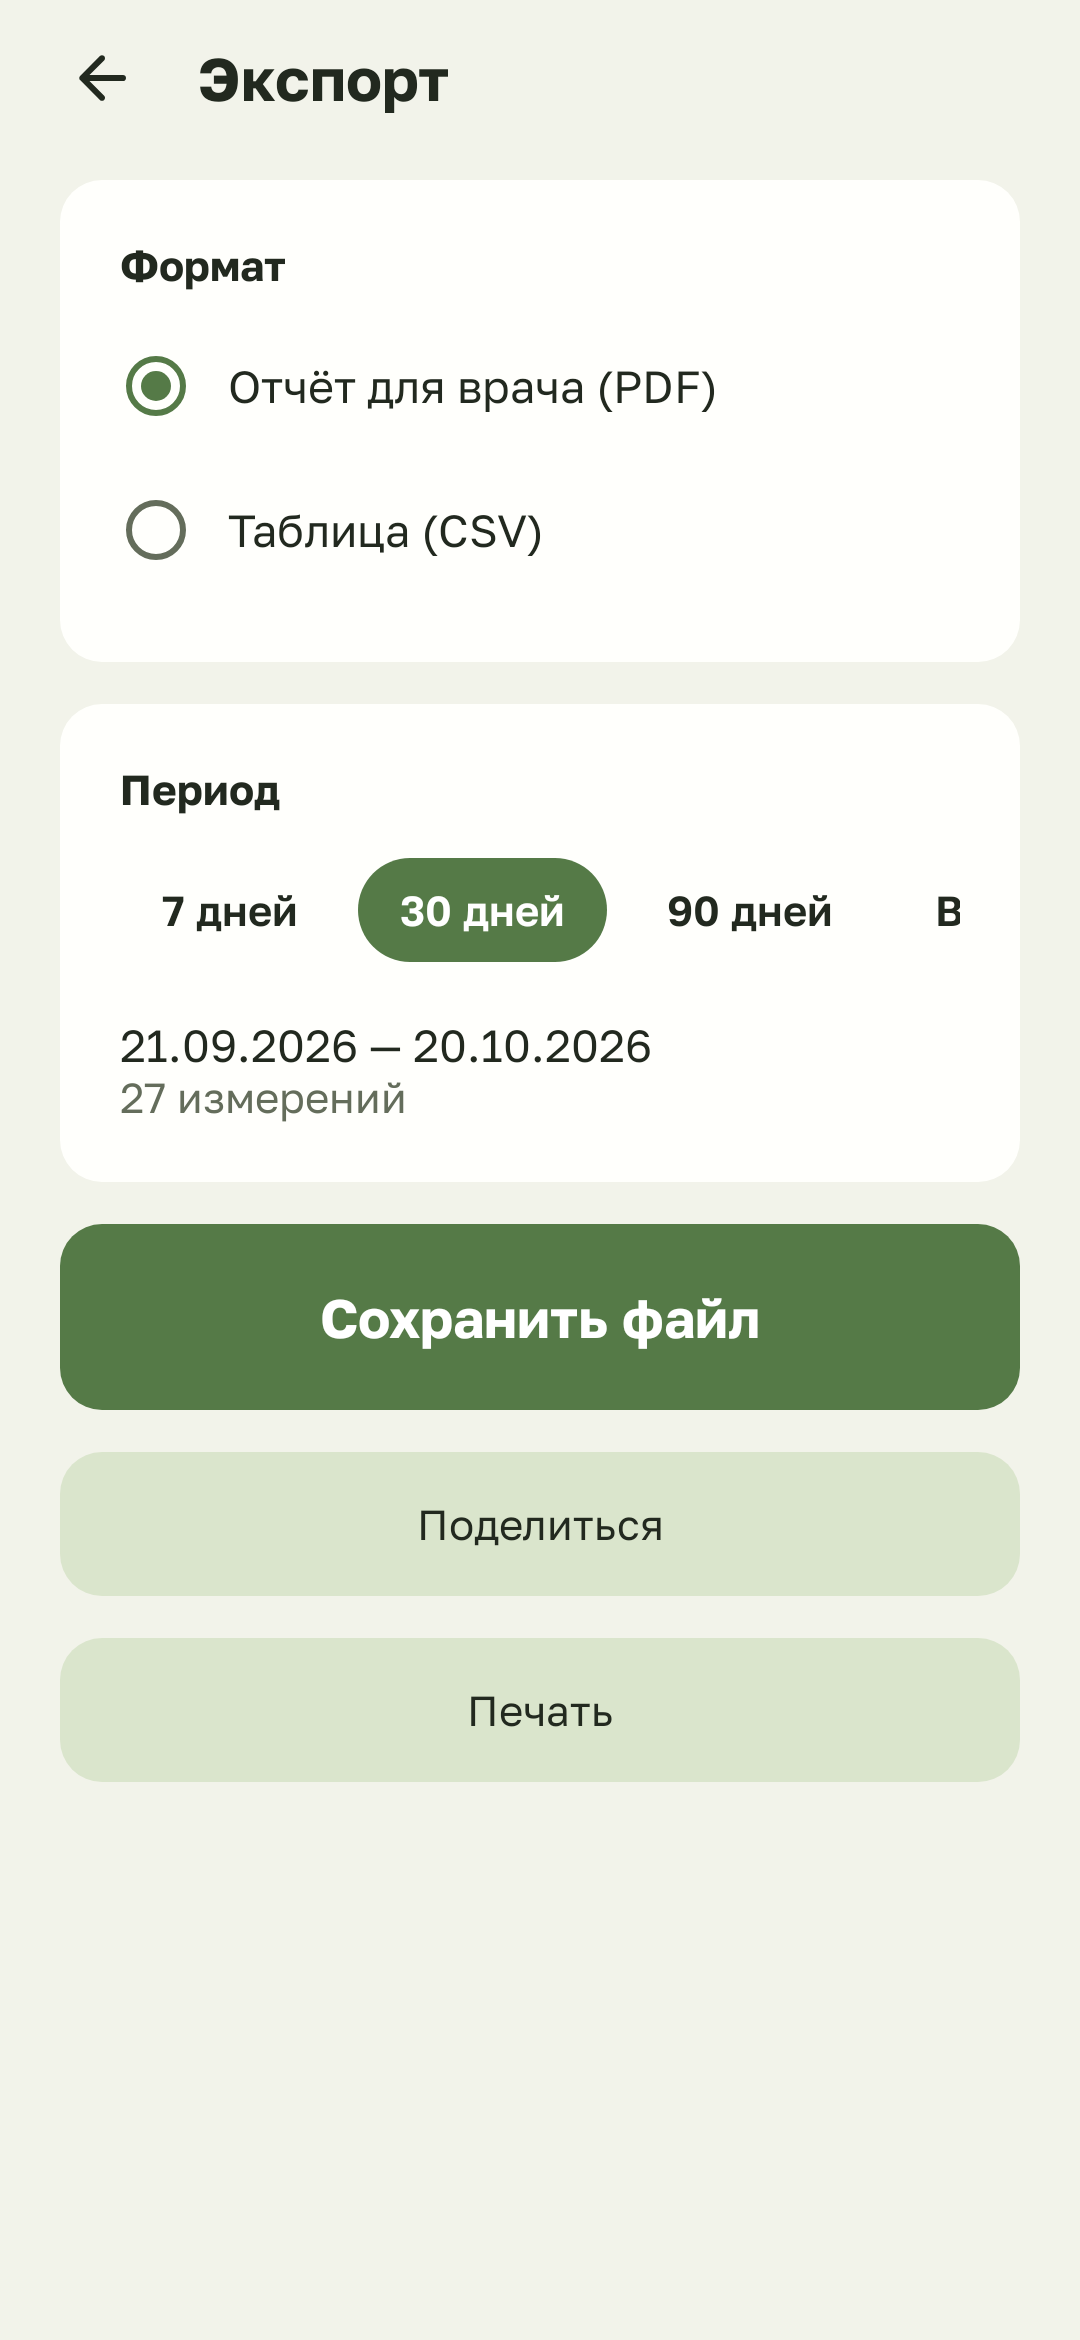 Экспорт
Формат
Отчёт для врача (PDF)
Таблица (CSV)
Период
7 дней 30 дней 90 дней
21.09.2026 — 20.10.2026
27 измерений
Сохранить файл
Поделиться
Печать